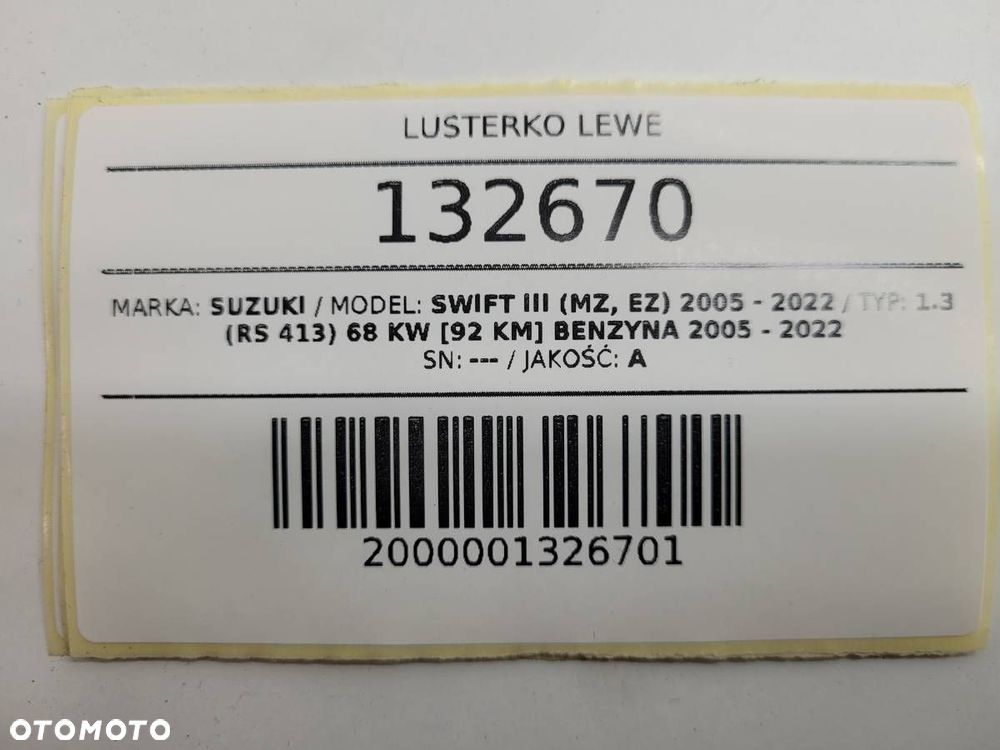 LUSTERKO LEWE
132670
MARKA: SUZUKI / MODEL: SWIFT III (MZ, EZ) 2005 - 2022 / TYP: 1.3
(RS 413) 68 KW [92 KM] BENZYNA 2005 - 2022
SN: --- / JAKOŚĆ: A
2000001326701
OTOMOTO